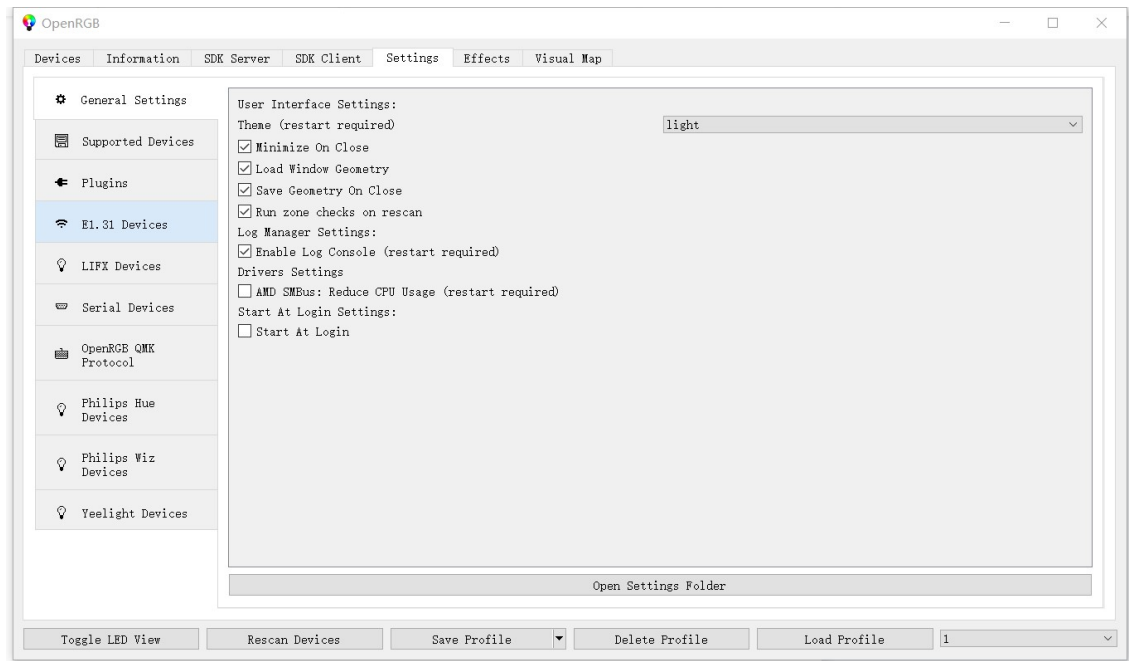 OpenRGB
Devices Information SDK Server SDK Client Settings Effects Visual Map
General Settings
Supported Devices
Plugins
E1.31 Devices
LIFX Devices
Serial Devices
OpenRGB QMK
Protocol
Philips Hue
Devices
Philips Wiz
Devices
Yeelight Devices
User Interface Settings:
Theme (restart required) light
Minimize On Close
Load Window Geometry
Save Geometry On Close
Run zone checks on rescan
Log Manager Settings:
Enable Log Console (restart required)
Drivers Settings
AMD SMBus: Reduce CPU Usage (restart required)
Start At Login Settings:
Start At Login
Open Settings Folder
Toggle LED View Rescan Devices Save Profile Delete Profile Load Profile 1